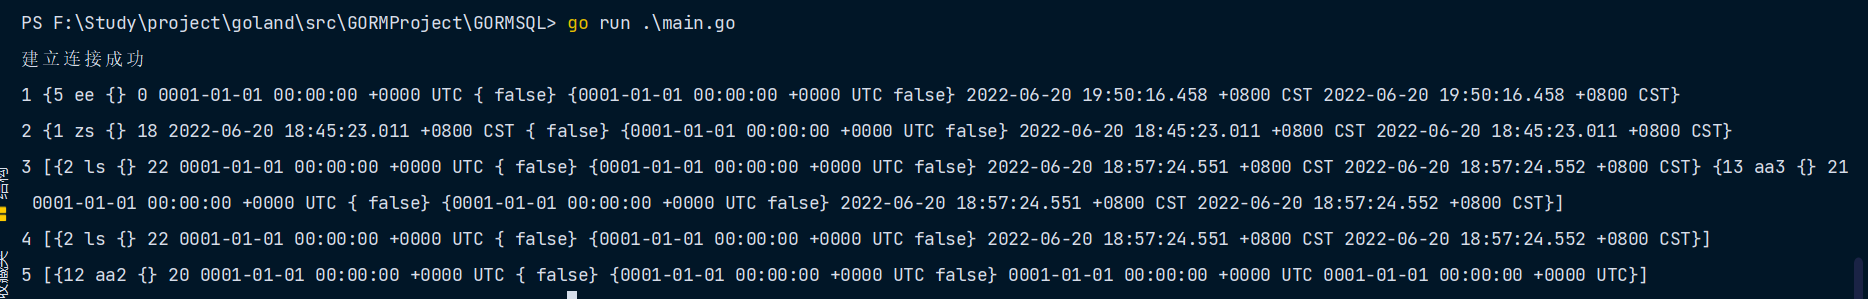 PS F:\Study\project\goland\src\GORMProject\GORMSQL> go run .\main.go
建立连接成功
1 {5 ee {} 0 0001-01-01 00:00:00 +0000 UTC { false} {0001-01-01 00:00:00 +0000 UTC false} 2022-06-20 19:50:16.458 +0800 CST 2022-06-20 19:50:16.458 +0800 CST}
2 {1 zs {} 18 2022-06-20 18:45:23.011 +0800 CST { false} {0001-01-01 00:00:00 +0000 UTC false} 2022-06-20 18:45:23.011 +0800 CST 2022-06-20 18:45:23.011 +0800 CST}
3 [{2 ls {} 22 0001-01-01 00:00:00 +0000 UTC { false} {0001-01-01 00:00:00 +0000 UTC false} 2022-06-20 18:57:24.551 +0800 CST 2022-06-20 18:57:24.552 +0800 CST} {13 aa3 {} 21
0001-01-01 00:00:00 +0000 UTC { false} {0001-01-01 00:00:00 +0000 UTC false} 2022-06-20 18:57:24.551 +0800 CST 2022-06-20 18:57:24.552 +0800 CST}]
4 [{2 ls {} 22 0001-01-01 00:00:00 +0000 UTC { false} {0001-01-01 00:00:00 +0000 UTC false} 2022-06-20 18:57:24.551 +0800 CST 2022-06-20 18:57:24.552 +0800 CST}]
5 [{12 aa2 {} 20 0001-01-01 00:00:00 +0000 UTC { false} {0001-01-01 00:00:00 +0000 UTC false} 0001-01-01 00:00:00 +0000 UTC 0001-01-01 00:00:00 +0000 UTC}]
结构